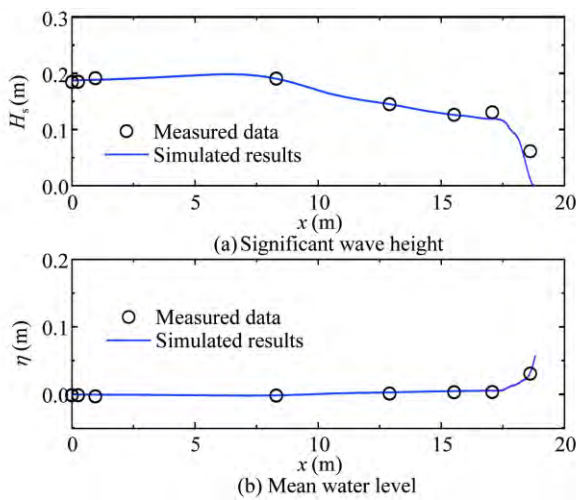 0.3
0.2
0.1
0.0
Hs (m)
Measured data
Simulated results
0 5 10 15 20
x (m)
(a) Significant wave height
0.2
0.1
0.0
η (m)
Measured data
Simulated results
0 5 10 15 20
x (m)
(b) Mean water level